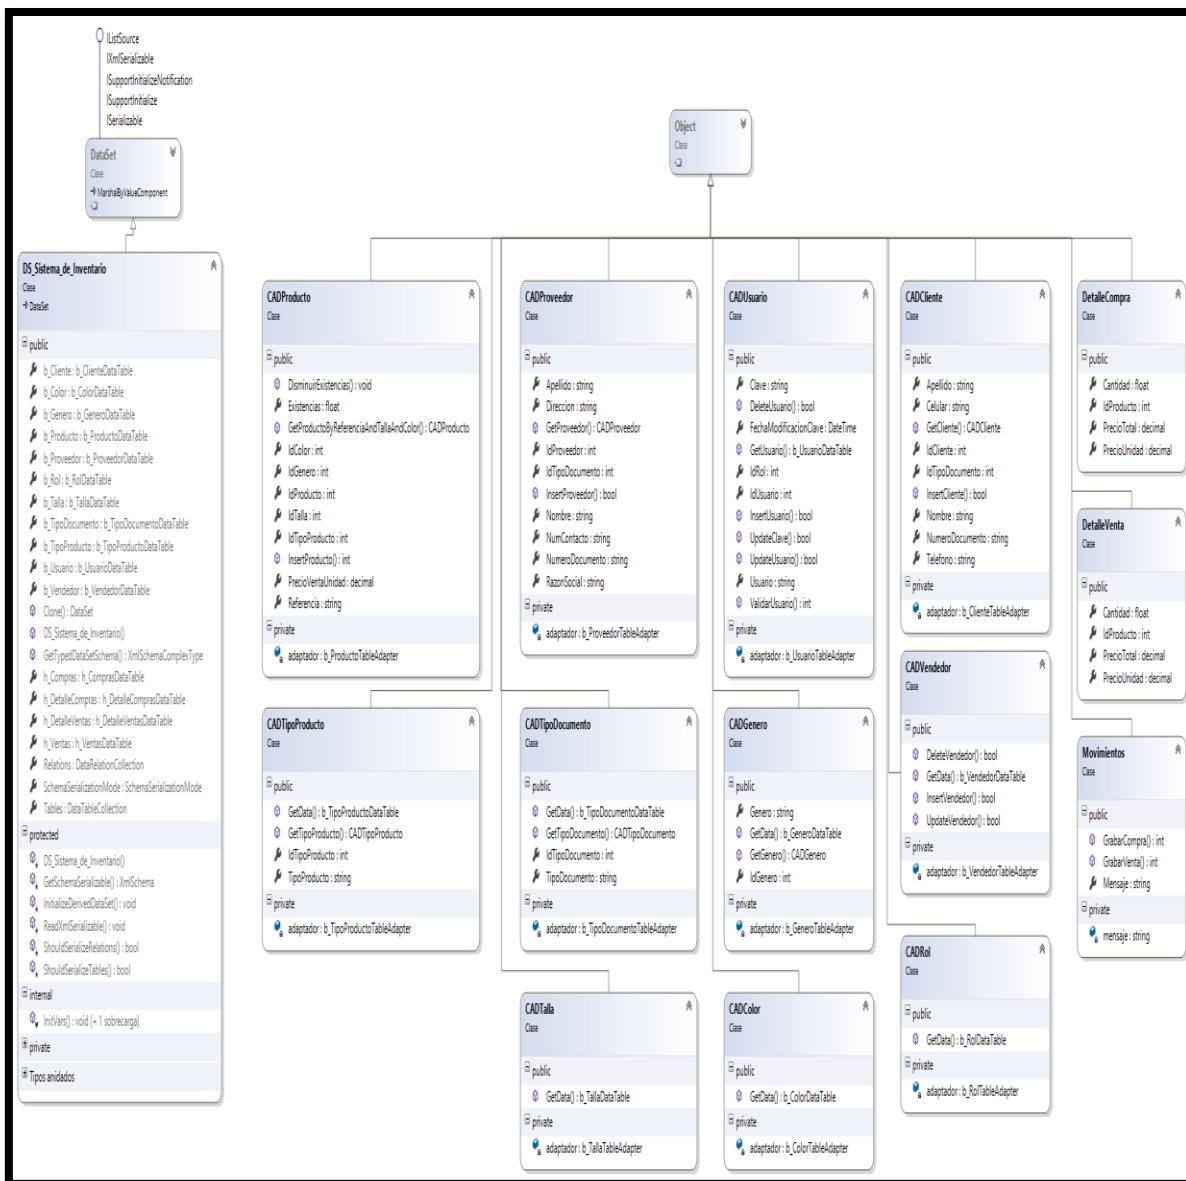 IListSource
IXmlSerializable
ISupportInitializeNotification
ISupportInitialize
ISerializable
DataSet
Clase
MarshalByValueComponent
Object
Clase
DS_Sistema_de_Inventario
Clase
DataSet
public
b_Cliente : b_ClienteDataTable
b_Color : b_ColorDataTable
b_Genero : b_GeneroDataTable
b_Producto : b_ProductoDataTable
b_Proveedor : b_ProveedorDataTable
b_Rol : b_RolDataTable
b_Talla : b_TallaDataTable
b_TipoDocumento : b_TipoDocumentoDataTable
b_TipoProducto : b_TipoProductoDataTable
b_Usuario : b_UsuarioDataTable
b_Vendedor : b_VendedorDataTable
Clone() : DataSet
DS_Sistema_de_Inventario()
GetTypedDataSetSchema() : XmlSchemaComplexType
h_Compras : h_ComprasDataTable
h_DetalleCompras : h_DetalleComprasDataTable
h_DetalleVentas : h_DetalleVentasDataTable
h_Ventas : h_VentasDataTable
Relations : DataRelationCollection
SchemaSerializationMode : SchemaSerializationMode
Tables : DataTableCollection
protected
DS_Sistema_de_Inventario()
GetSchemaSerializable() : XmlSchema
InitializeDerivedDataSet() : void
ReadXmlSerializable() : void
ShouldSerializeRelations() : bool
ShouldSerializeTables() : bool
internal
InitVars() : void (+ 1 sobrecarga)
private
Tipos anidados
CADProducto
Clase
public
DisminuirExistencias() : void
Existencias : float
GetProductoByReferenciaAndTallaAndColor() : CADProducto
IdColor : int
IdGenero : int
IdProducto : int
IdTalla : int
IdTipoProducto : int
InsertProducto() : int
PrecioVentaUnidad : decimal
Referencia : string
private
adaptador : b_ProductoTableAdapter
CADProveedor
Clase
public
Apellido : string
Direccion : string
GetProveedor() : CADProveedor
IdProveedor : int
IdTipoDocumento : int
InsertProveedor() : bool
Nombre : string
NumContacto : string
NumeroDocumento : string
RazonSocial : string
private
adaptador : b_ProveedorTableAdapter
CADUsuario
Clase
public
Clave : string
DeleteUsuario() : bool
FechaModificacionClave : DateTime
GetUsuario() : b_UsuarioDataTable
IdRol : int
IdUsuario : int
InsertUsuario() : bool
UpdateClave() : bool
UpdateUsuario() : bool
Usuario : string
ValidarUsuario() : int
private
adaptador : b_UsuarioTableAdapter
CADCliente
Clase
public
Apellido : string
Celular : string
GetCliente() : CADCliente
IdCliente : int
IdTipoDocumento : int
InsertCliente() : bool
Nombre : string
NumeroDocumento : string
Telefono : string
private
adaptador : b_ClienteTableAdapter
DetalleCompra
Clase
public
Cantidad : float
IdProducto : int
PrecioTotal : decimal
PrecioUnidad : decimal
DetalleVenta
Clase
public
Cantidad : float
IdProducto : int
PrecioTotal : decimal
PrecioUnidad : decimal
CADTipoProducto
Clase
public
GetData() : b_TipoProductoDataTable
GetTipoProducto() : CADTipoProducto
IdTipoProducto : int
TipoProducto : string
private
adaptador : b_TipoProductoTableAdapter
CADTipoDocumento
Clase
public
GetData() : b_TipoDocumentoDataTable
GetTipoDocumento() : CADTipoDocumento
IdTipoDocumento : int
TipoDocumento : string
private
adaptador : b_TipoDocumentoTableAdapter
CADGenero
Clase
public
Genero : string
GetData() : b_GeneroDataTable
GetGenero() : CADGenero
IdGenero : int
private
adaptador : b_GeneroTableAdapter
CADVendedor
Clase
public
DeleteVendedor() : bool
GetData() : b_VendedorDataTable
InsertVendedor() : bool
UpdateVendedor() : bool
private
adaptador : b_VendedorTableAdapter
Movimientos
Clase
public
GrabarCompra() : int
GrabarVenta() : int
Mensaje : string
private
mensaje : string
CADTalla
Clase
public
GetData() : b_TallaDataTable
private
adaptador : b_TallaTableAdapter
CADColor
Clase
public
GetData() : b_ColorDataTable
private
adaptador : b_ColorTableAdapter
CADRol
Clase
public
GetData() : b_RolDataTable
private
adaptador : b_RolTableAdapter